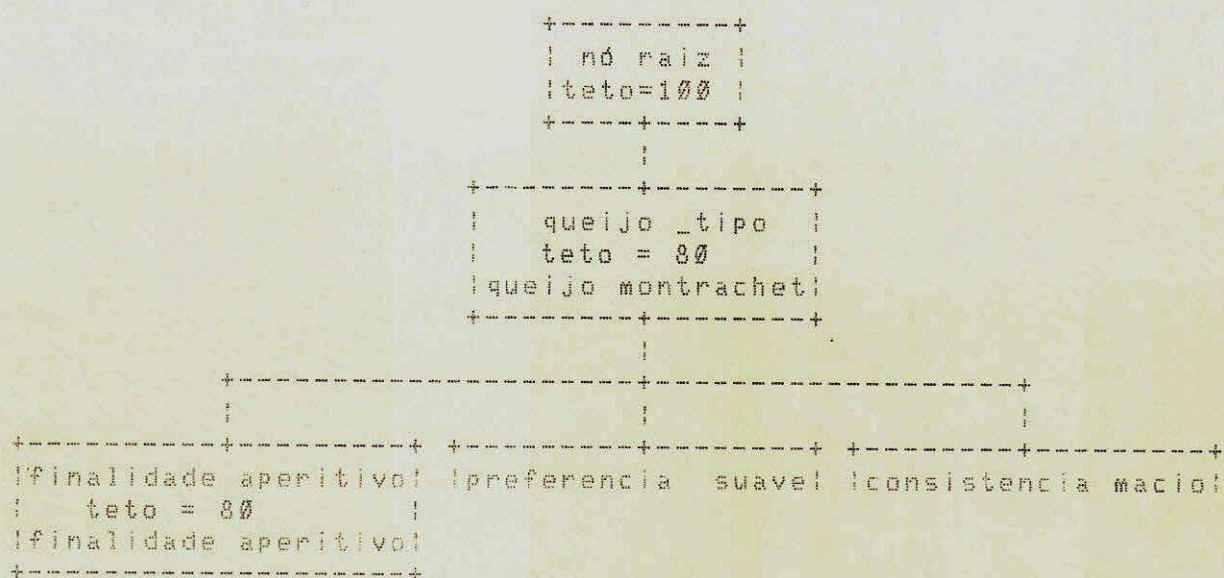 nó raiz
teto=100
queijo _tipo
teto = 80
queijo montrachet
finalidade aperitivo preferencia suave consistencia macio
teto = 80
finalidade aperitivo